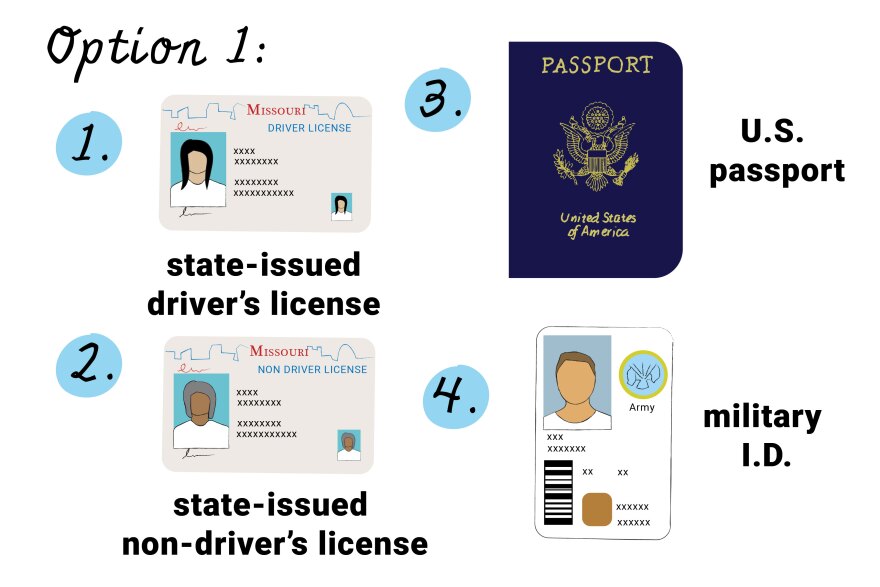 Option 1:
1.
Missouri
DRIVER LICENSE
xxxx
xxxxxxxx
xxxxxxxx
xxxxxxxxxxx
state-issued
driver's license
2.
Missouri
NON DRIVER LICENSE
xxxx
xxxxxxxx
xxxxxxxx
xxxxxxxxxxx
state-issued
non-driver's license
3.
PASSPORT
United States
of America
U.S.
passport
4.
Army
xxx
xxxxxxx
xx xx
xxxxxx
xxxxxx
military
I.D.